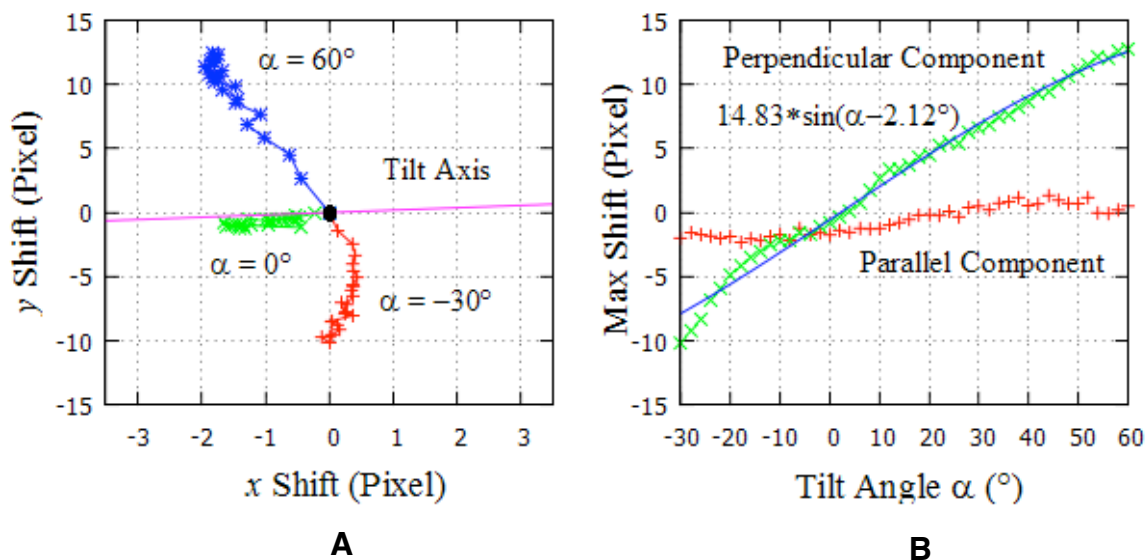 15
10
5
0
-5
-10
-15
y Shift (Pixel)
α = 60°
Tilt Axis
α = 0°
α = −30°
-3 -2 -1 0 1 2 3
x Shift (Pixel)
A
15
10
5
0
-5
-10
-15
Max Shift (Pixel)
Perpendicular Component
14.83*sin(α−2.12°)
Parallel Component
-30 -20 -10 0 10 20 30 40 50 60
Tilt Angle α (°)
B